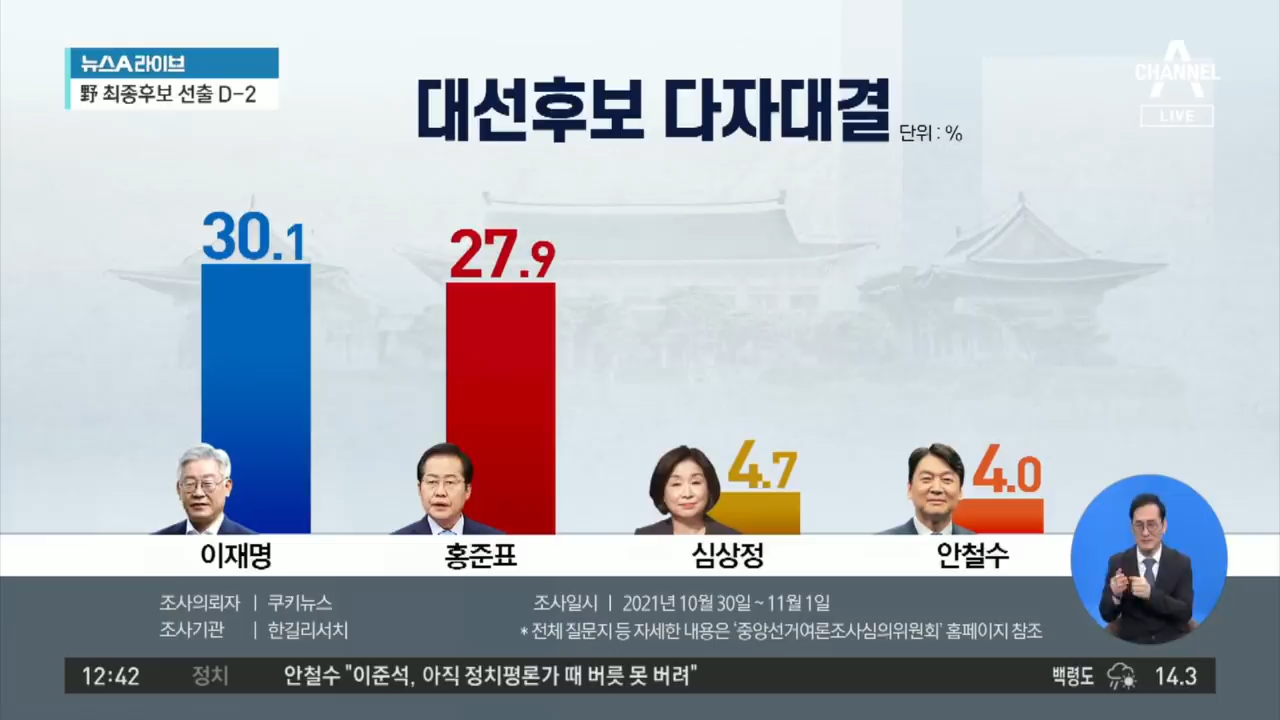 뉴스A 라이브
野 최종후보 선출 D-2
대선후보 다자대결
단위 : %
CHANNEL A
LIVE
30.1
27.9
4.7
4.0
이재명
홍준표
심상정
안철수
조사의뢰자 | 쿠키뉴스
조사기관 | 한길리서치
조사일시 | 2021년 10월 30일 ~ 11월 1일
* 전체 질문지 등 자세한 내용은 '중앙선거여론조사심의위원회' 홈페이지 참조
12:42 정치 안철수 "이준석, 아직 정치평론가 때 버릇 못 버려" 백령도 14.3